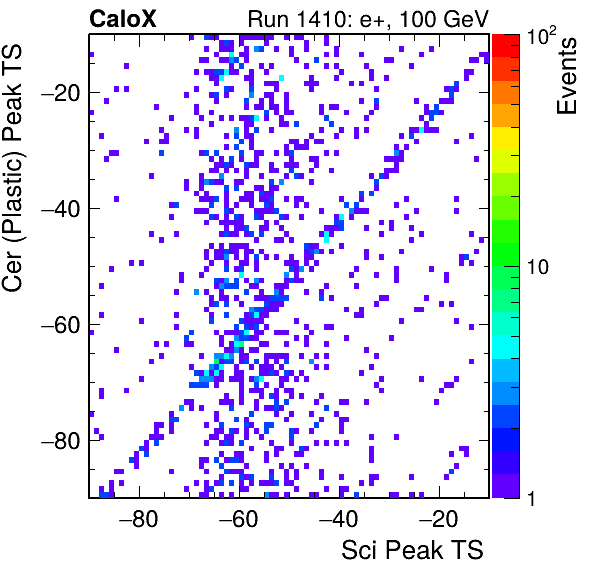 CaloX Run 1410: e+, 100 GeV
Cer (Plastic) Peak TS
−20
−40
−60
−80
−80 −60 −40 −20
Sci Peak TS
10²
10
1
Events